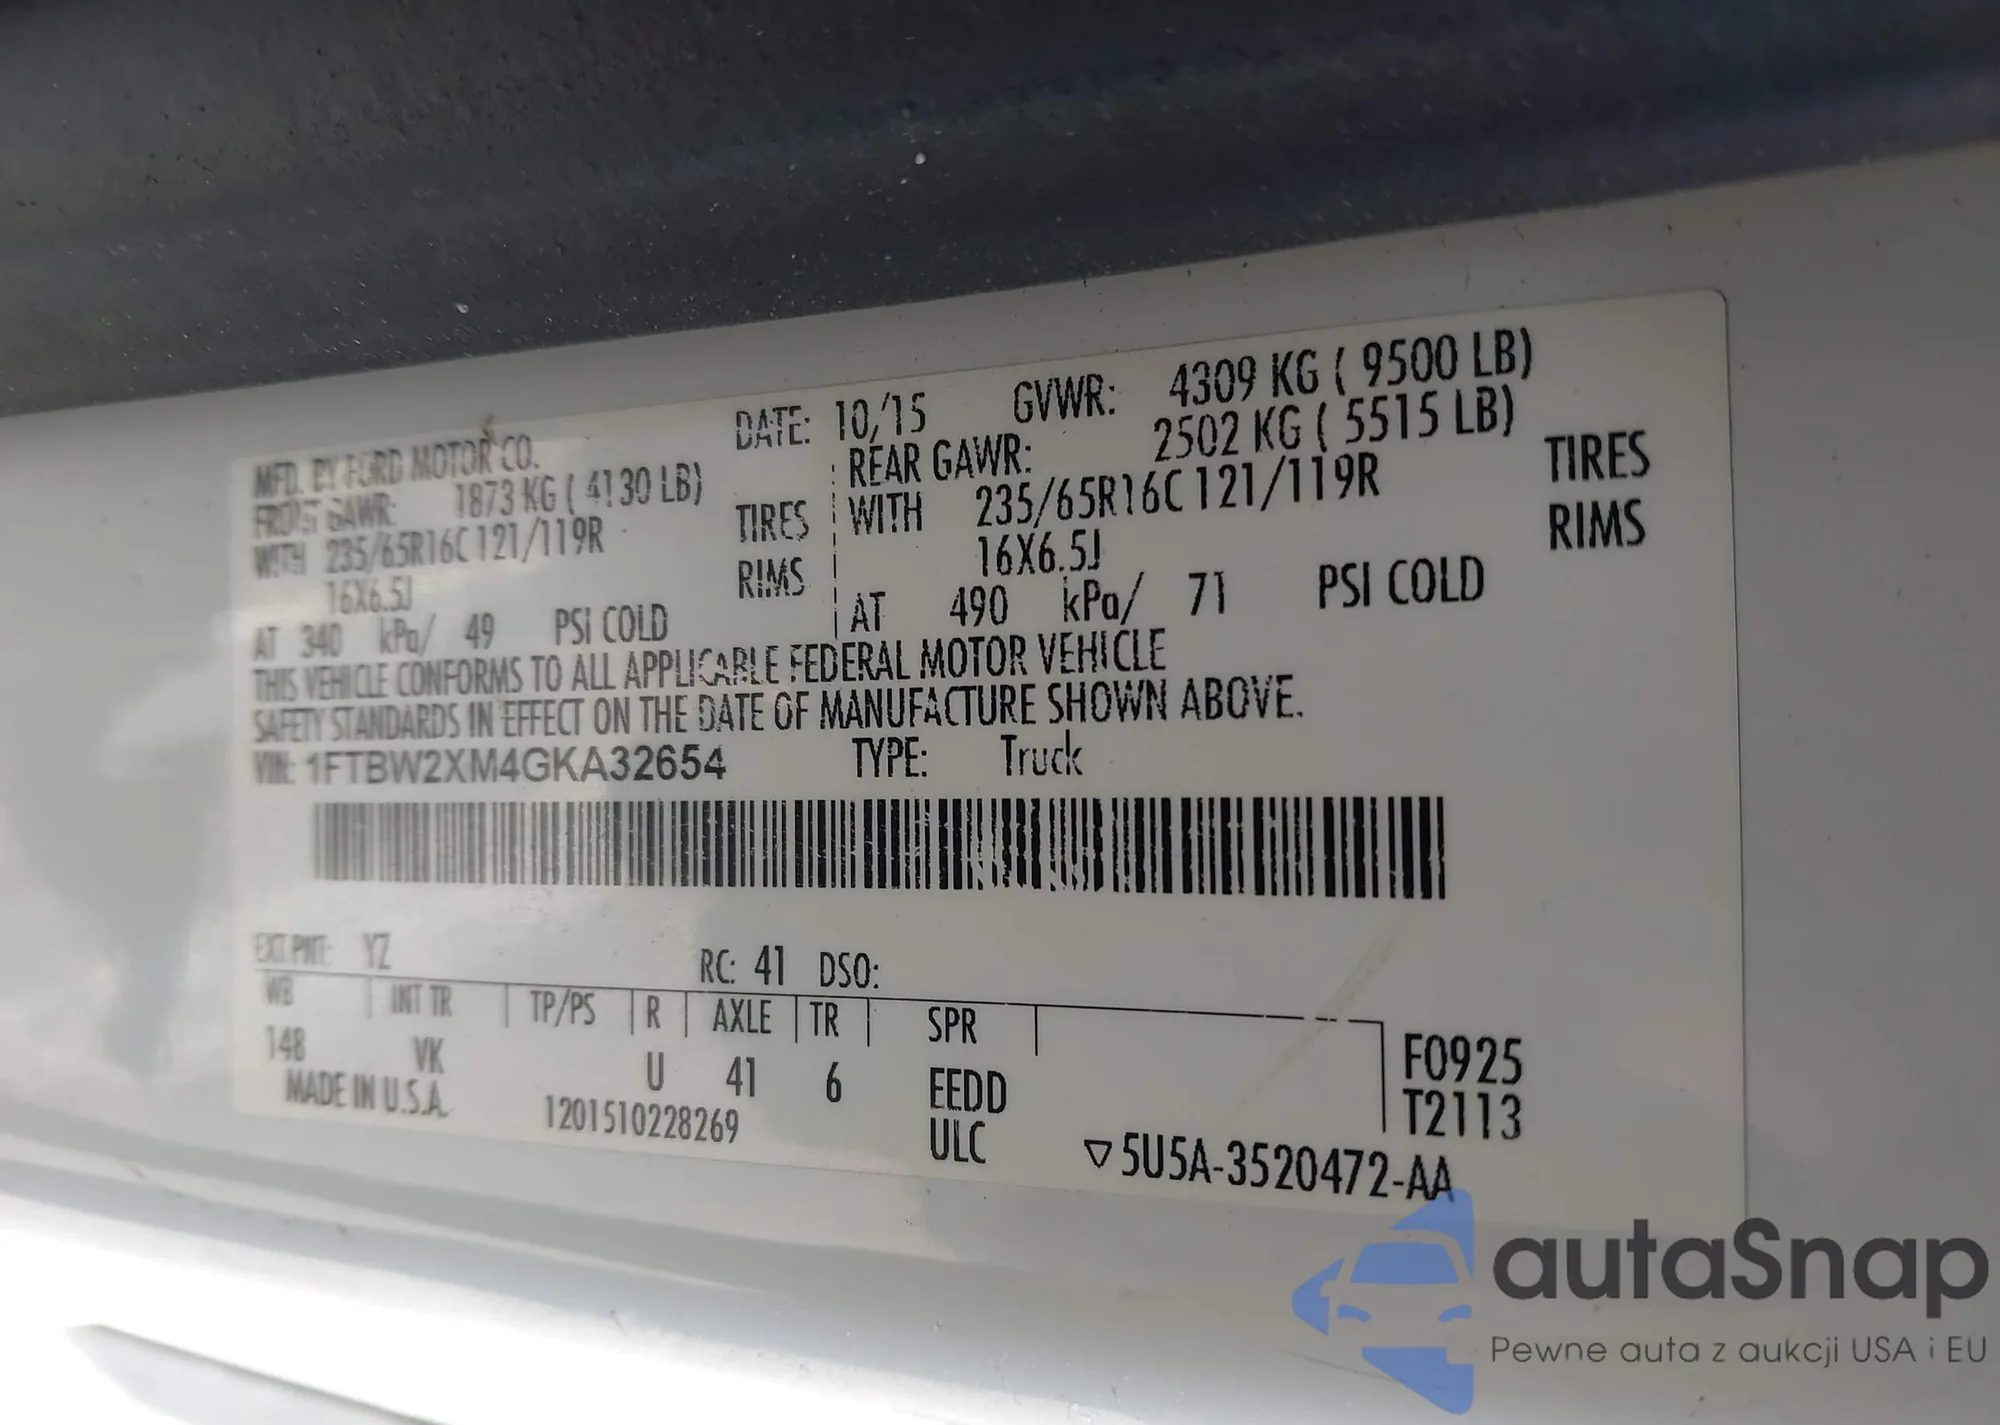 MFD. BY FORD MOTOR CO. DATE: 10/15 GVWR: 4309 KG ( 9500 LB)
FRONT GAWR: 1873 KG ( 4130 LB) REAR GAWR: 2502 KG ( 5515 LB)
WITH 235/65R16C 121/119R TIRES WITH 235/65R16C 121/119R TIRES
16X6.5J RIMS 16X6.5J RIMS
AT 340 kPa/ 49 PSI COLD AT 490 kPa/ 71 PSI COLD
THIS VEHICLE CONFORMS TO ALL APPLICABLE FEDERAL MOTOR VEHICLE
SAFETY STANDARDS IN EFFECT ON THE DATE OF MANUFACTURE SHOWN ABOVE.
VIN: 1FTBW2XM4GKA32654 TYPE: Truck
EXT PNT: YZ RC: 41 DSO:
WB INT TR TP/PS R AXLE TR SPR
148 VK U 41 6 EEDD F0925
MADE IN U.S.A. 1201510228269 ULC T2113
▽5U5A-3520472-AA
autaSnap
Pewne auta z aukcji USA i EU